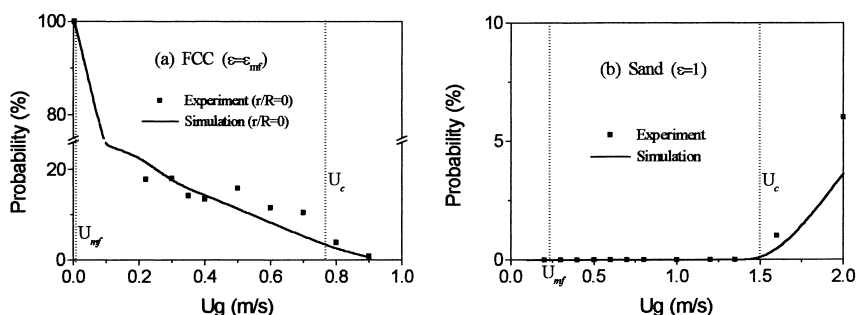 (a) FCC (ε=ε_mf)
Experiment (r/R=0)
Simulation (r/R=0)
U_c
U_mf
Probability (%)
100
80
20
0
0.0 0.2 0.4 0.6 0.8 1.0
Ug (m/s)
(b) Sand (ε=1)
Experiment
Simulation
U_c
U_mf
Probability (%)
10
5
0
0.5 1.0 1.5 2.0
Ug (m/s)